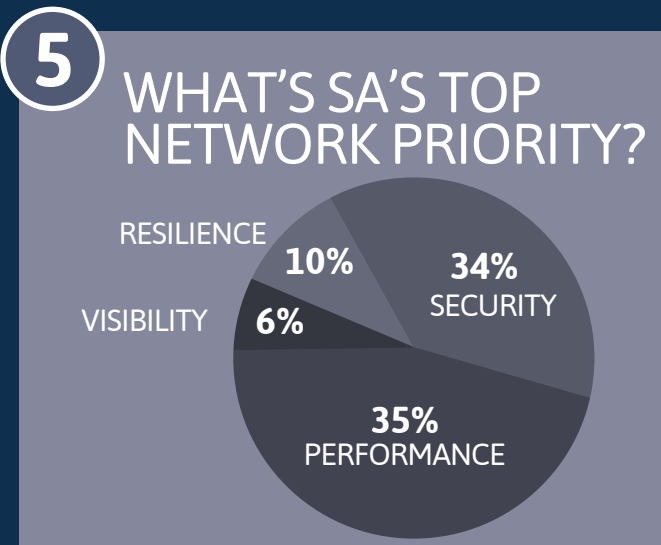 5
WHAT'S SA'S TOP
NETWORK PRIORITY?
RESILIENCE
10%
34%
SECURITY
VISIBILITY
6%
35%
PERFORMANCE